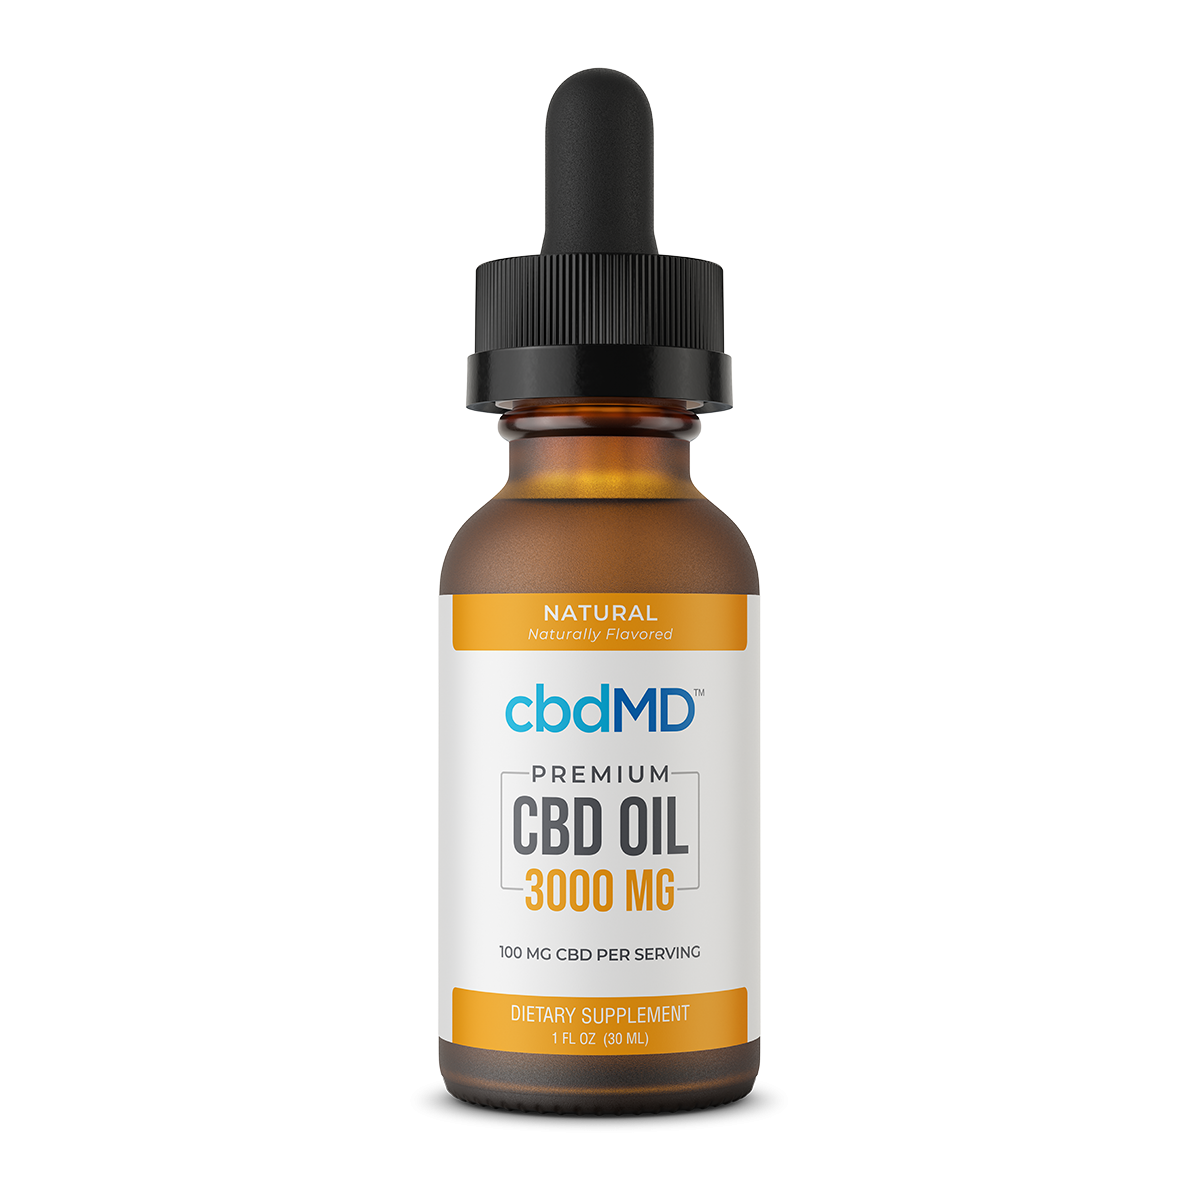 NATURAL
Naturally Flavored
cbdMD™
PREMIUM
CBD OIL
3000 MG
100 MG CBD PER SERVING
DIETARY SUPPLEMENT
1 FL OZ (30 ML)